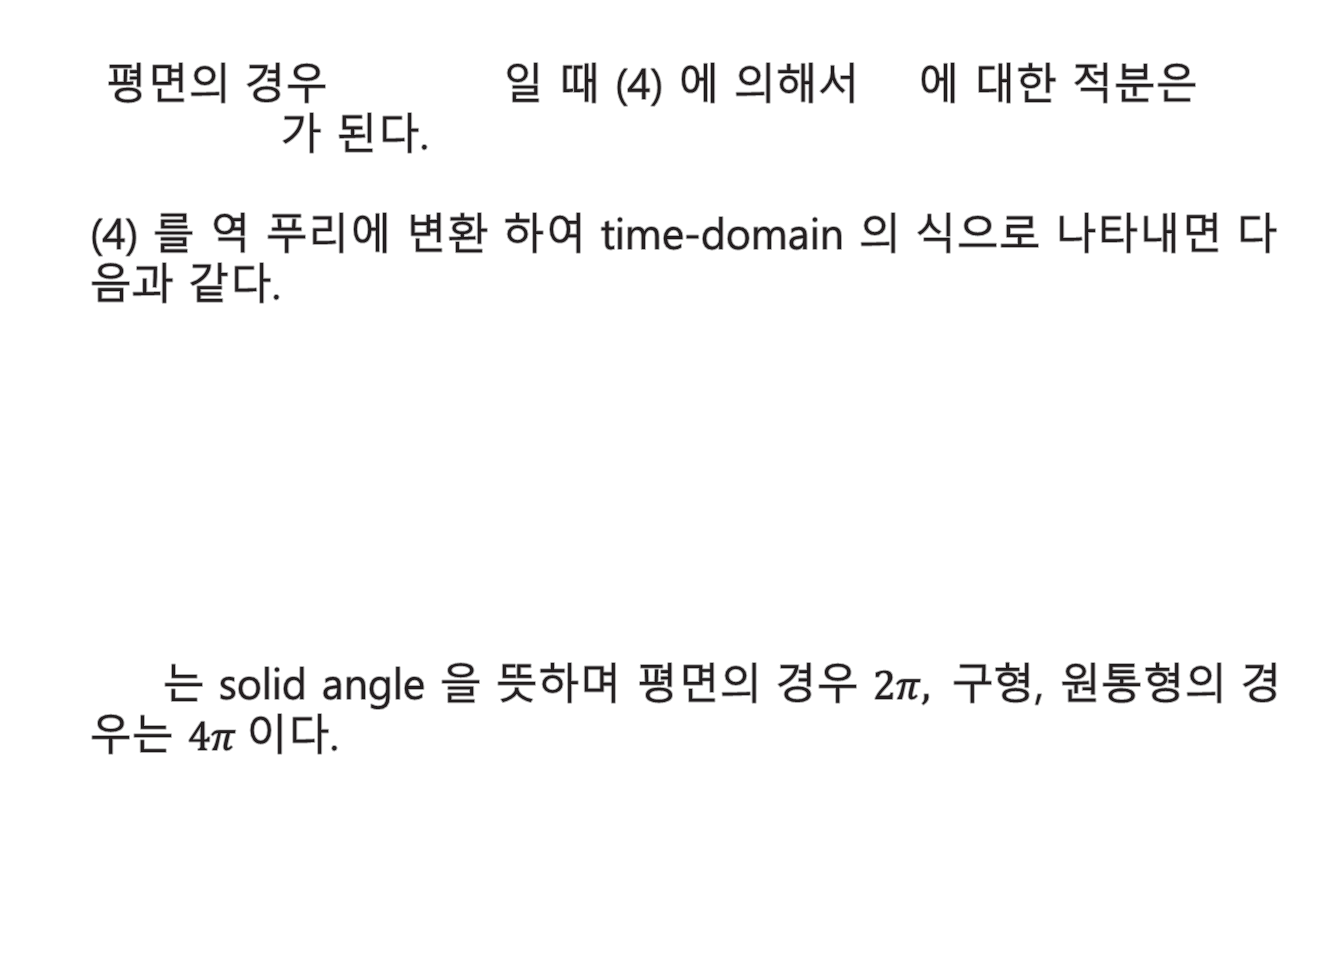 평면의 경우 일 때 (4) 에 의해서 에 대한 적분은
가 된다.
(4) 를 역 푸리에 변환 하여 time-domain 의 식으로 나타내면 다
음과 같다.
는 solid angle 을 뜻하며 평면의 경우 2π, 구형, 원통형의 경
우는 4π 이다.